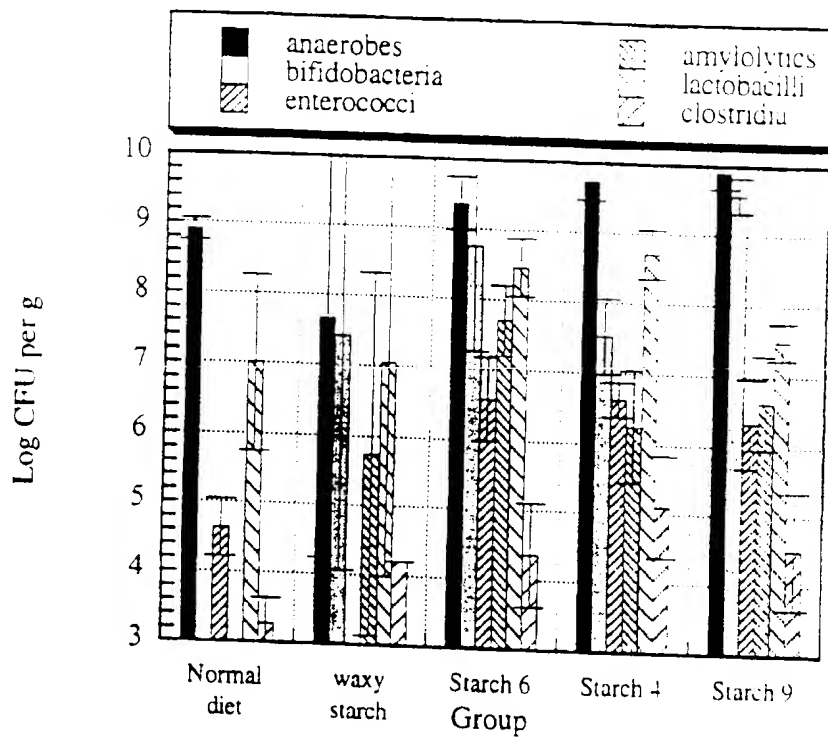 anaerobes
bifidobacteria
enterococci
amylolytics
lactobacilli
clostridia
10
9
8
7
6
5
4
3
Log CFU per g
Normal diet
waxy starch
Starch 6
Starch 4
Starch 9
Group